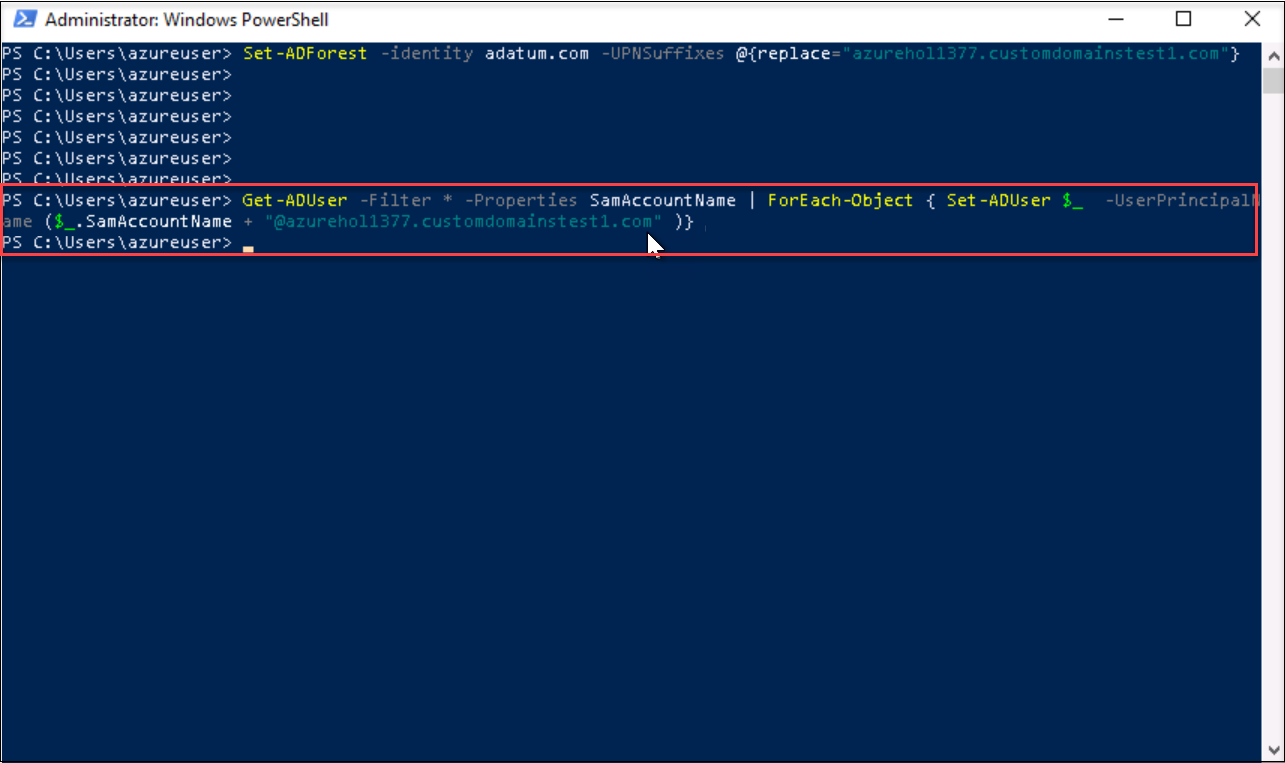 Administrator: Windows PowerShell
PS C:\Users\azureuser> Set-ADForest -identity adatum.com -UPNSuffixes @{replace="azurehol1377.customdomainstest1.com"}
PS C:\Users\azureuser>
PS C:\Users\azureuser>
PS C:\Users\azureuser>
PS C:\Users\azureuser>
PS C:\Users\azureuser>
PS C:\Users\azureuser>
PS C:\Users\azureuser> Get-ADUser -Filter * -Properties SamAccountName | ForEach-Object { Set-ADUser $_  -UserPrincipalN
ame ($_.SamAccountName + "@azurehol1377.customdomainstest1.com" )}
PS C:\Users\azureuser>